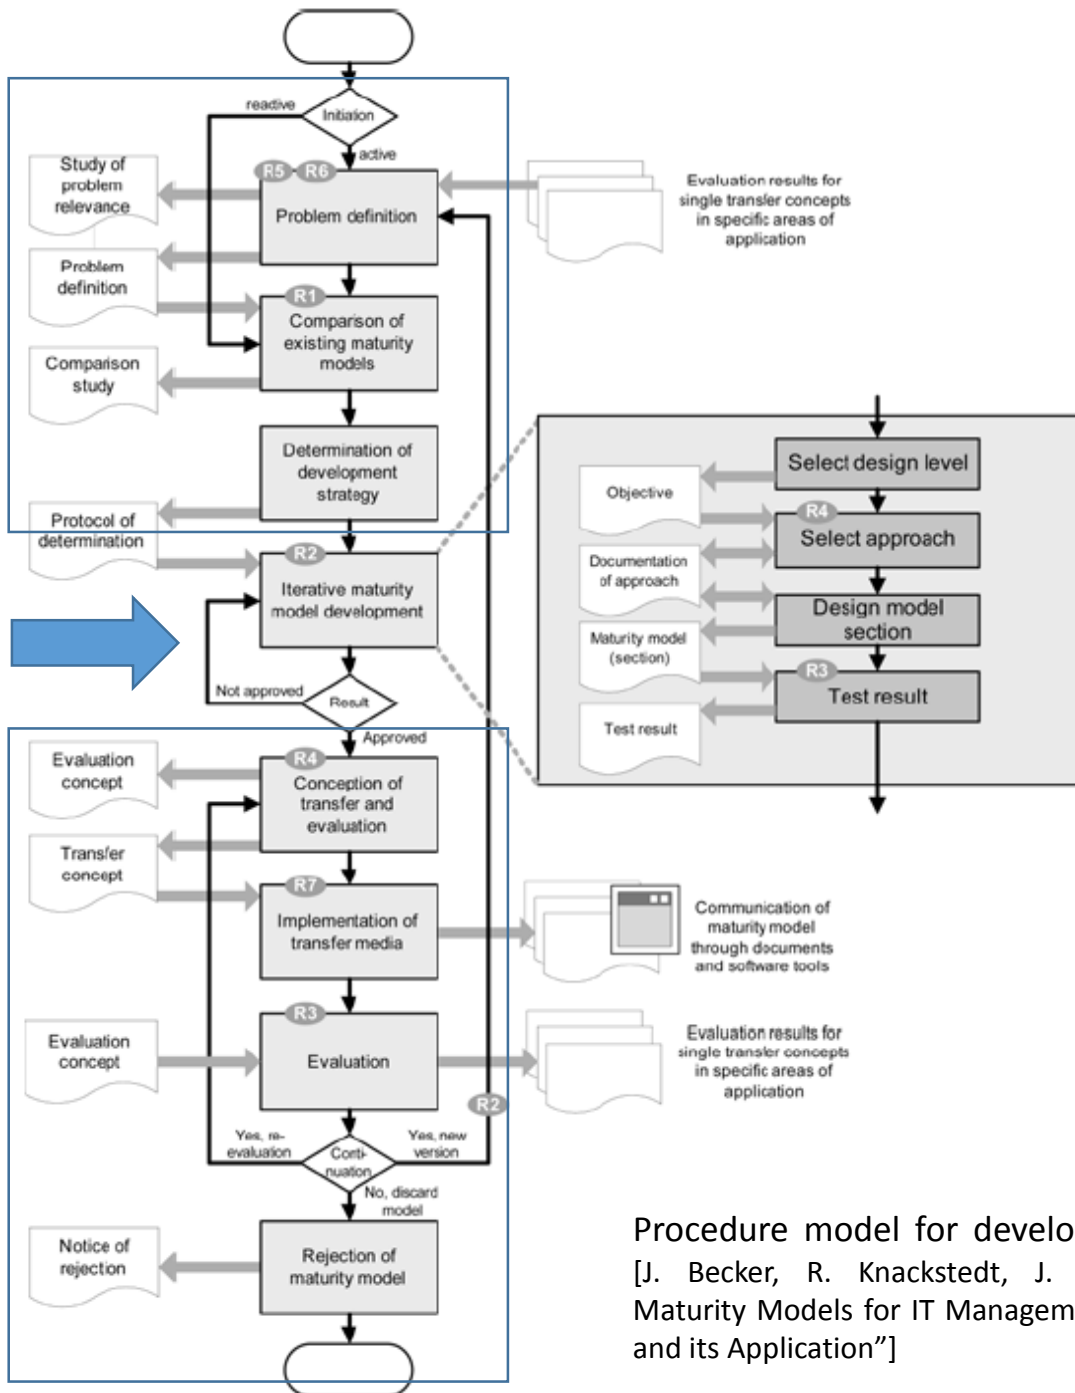 reactive
Initiation
active
R5 R6
Study of
problem
relevance
Problem definition
Evaluation results for
single transfer concepts
in specific areas of
application
Problem
definition
R1
Comparison of
existing maturity
models
Comparison
study
Determination of
development
strategy
Protocol of
determination
R2
Iterative maturity
model development
Not approved
Result
Approved
Select design level
Objective
R4
Select approach
Documentation
of approach
Design model
section
Maturity model
(section)
R3
Test result
Test result
Evaluation
concept
R4
Conception of
transfer and
evaluation
Transfer
concept
R7
Implementation of
transfer media
Communication of
maturity model
through documents
and software tools
R3
Evaluation
concept
Evaluation
Evaluation results for
single transfer concepts
in specific areas of
application
R2
Yes, re-
evaluation
Conti-
nuation
Yes, new
version
No, discard
model
Notice of
rejection
Rejection of
maturity model
Procedure model for develo
[J. Becker, R. Knackstedt, J.
Maturity Models for IT Managem
and its Application”]